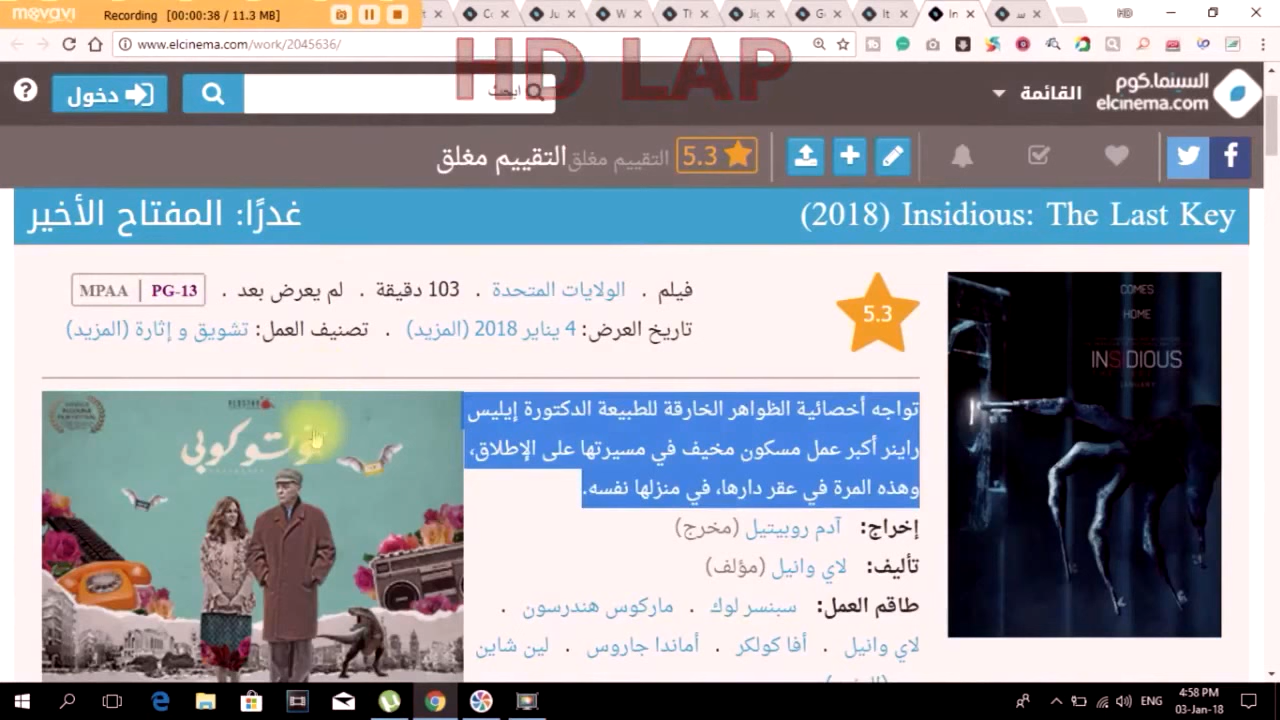 movavi
Recording [00:00:38 / 11.3 MB]
HD
www.elcinema.com/work/2045636/
HD LAP
السينما.كوم
elcinema.com
القائمة
ابحث
دخول
5.3
التقييم مغلق
التقييم مغلق
(2018) Insidious: The Last Key
غدرًا: المفتاح الأخير
فيلم . الولايات المتحدة . 103 دقيقة . لم يعرض بعد . MPAA | PG-13
تاريخ العرض: 4 يناير 2018 (المزيد) . تصنيف العمل: تشويق و إثارة (المزيد)
5.3
COMES
HOME
INSIDIOUS
JANUARY
تواجه أخصائية الظواهر الخارقة للطبيعة الدكتورة إيليس
راينر أكبر عمل مسكون مخيف في مسيرتها على الإطلاق،
وهذه المرة في عقر دارها، في منزلها نفسه.
إخراج: آدم روبيتيل (مخرج)
تأليف: لاي وانيل (مؤلف)
طاقم العمل: سبنسر لوك . ماركوس هندرسون .
لاي وانيل . أفا كولكر . أماندا جاروس . لين شاين
REDSTAR
فوتوكوبي
ENG
4:58 PM
03-Jan-18